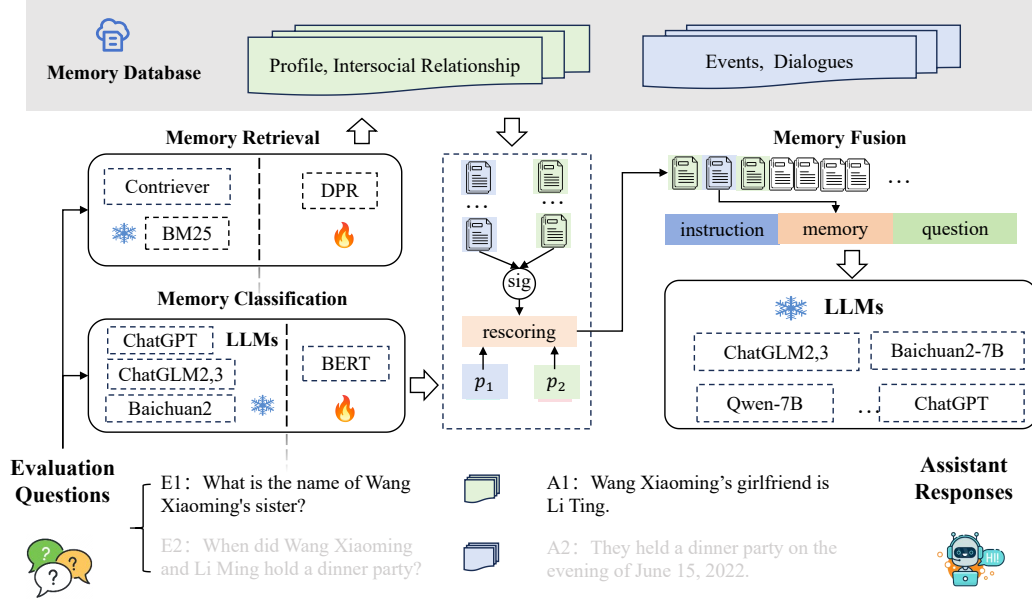 Memory Database
Profile, Intersocial Relationship
Events, Dialogues
Memory Retrieval
Contriever
BM25
DPR
Memory Classification
ChatGPT
LLMs
ChatGLM2,3
Baichuan2
BERT
...
...
...
...
sig
rescoring
p1
p2
Memory Fusion
...
instruction
memory
question
LLMs
ChatGLM2,3
Baichuan2-7B
Qwen-7B
...
ChatGPT
Evaluation
Questions
E1: What is the name of Wang
Xiaoming's sister?
E2: When did Wang Xiaoming
and Li Ming hold a dinner party?
A1: Wang Xiaoming's girlfriend is
Li Ting.
A2: They held a dinner party on the
evening of June 15, 2022.
Assistant
Responses
?
?
?
HI!